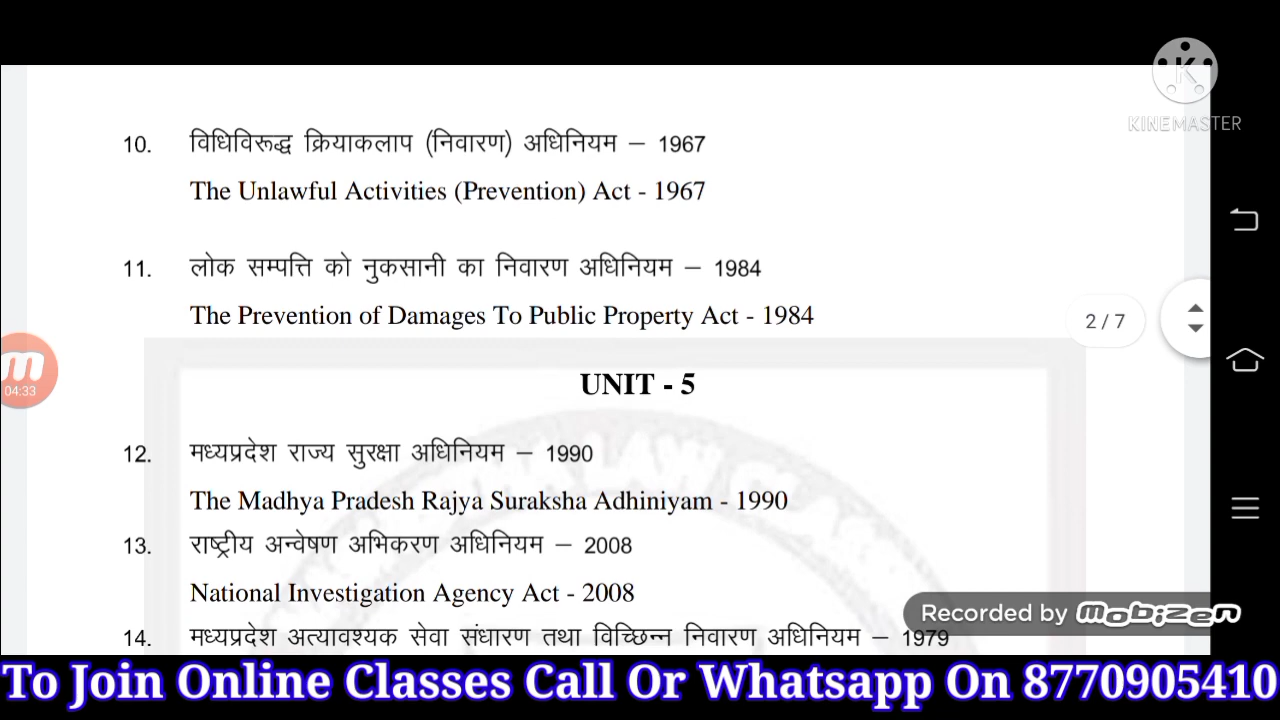 KINEMASTER
10. विधिविरूद्ध क्रियाकलाप (निवारण) अधिनियम – 1967
The Unlawful Activities (Prevention) Act - 1967
11. लोक सम्पत्ति को नुकसानी का निवारण अधिनियम – 1984
The Prevention of Damages To Public Property Act - 1984
2 / 7
04:33
UNIT - 5
12. मध्यप्रदेश राज्य सुरक्षा अधिनियम – 1990
The Madhya Pradesh Rajya Suraksha Adhiniyam - 1990
13. राष्ट्रीय अन्वेषण अभिकरण अधिनियम – 2008
National Investigation Agency Act - 2008
Recorded by mobizen
14. मध्यप्रदेश अत्यावश्यक सेवा संधारण तथा विच्छिन्न निवारण अधिनियम – 1979
To Join Online Classes Call Or Whatsapp On 8770905410